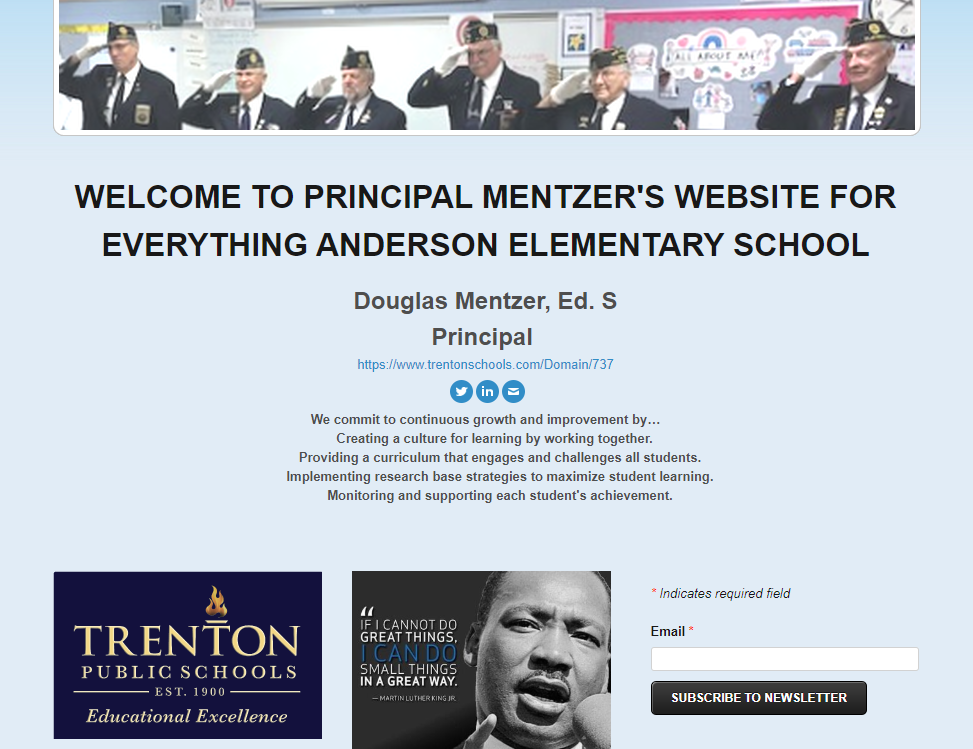 ALL ABOUT ME!
WELCOME TO PRINCIPAL MENTZER'S WEBSITE FOR
EVERYTHING ANDERSON ELEMENTARY SCHOOL
Douglas Mentzer, Ed. S
Principal
https://www.trentonschools.com/Domain/737
We commit to continuous growth and improvement by…
Creating a culture for learning by working together.
Providing a curriculum that engages and challenges all students.
Implementing research base strategies to maximize student learning.
Monitoring and supporting each student's achievement.
TRENTON
PUBLIC SCHOOLS
EST. 1900
Educational Excellence
“
IF I CANNOT DO
GREAT THINGS,
I CAN DO
SMALL THINGS
IN A GREAT WAY.
— MARTIN LUTHER KING JR.
* Indicates required field
Email *
SUBSCRIBE TO NEWSLETTER